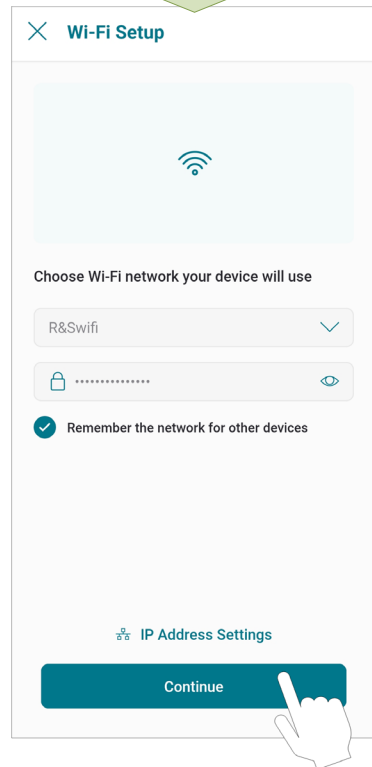 Wi-Fi Setup
Choose Wi-Fi network your device will use
R&Swifi
•••••••••••••••
Remember the network for other devices
IP Address Settings
Continue